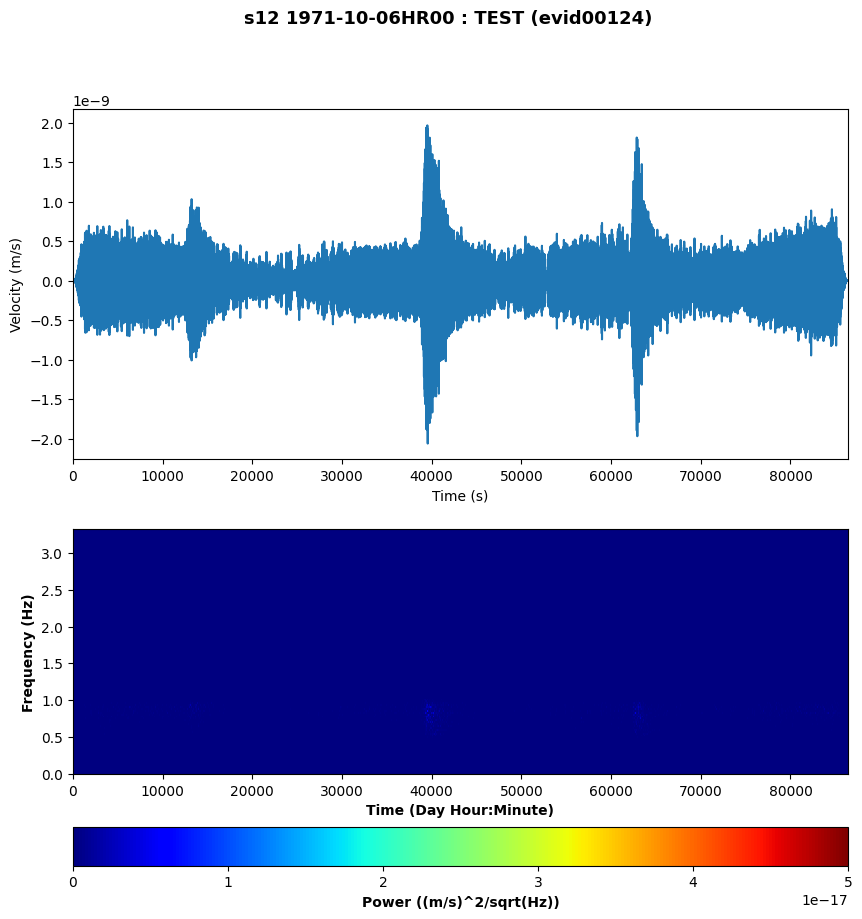 s12 1971-10-06HR00 : TEST (evid00124)
1e−9
2.0
1.5
1.0
0.5
0.0
−0.5
−1.0
−1.5
−2.0
Velocity (m/s)
0 10000 20000 30000 40000 50000 60000 70000 80000
Time (s)
3.0
2.5
2.0
1.5
1.0
0.5
0.0
Frequency (Hz)
0 10000 20000 30000 40000 50000 60000 70000 80000
Time (Day Hour:Minute)
0 1 2 3 4 5
1e−17
Power ((m/s)^2/sqrt(Hz))